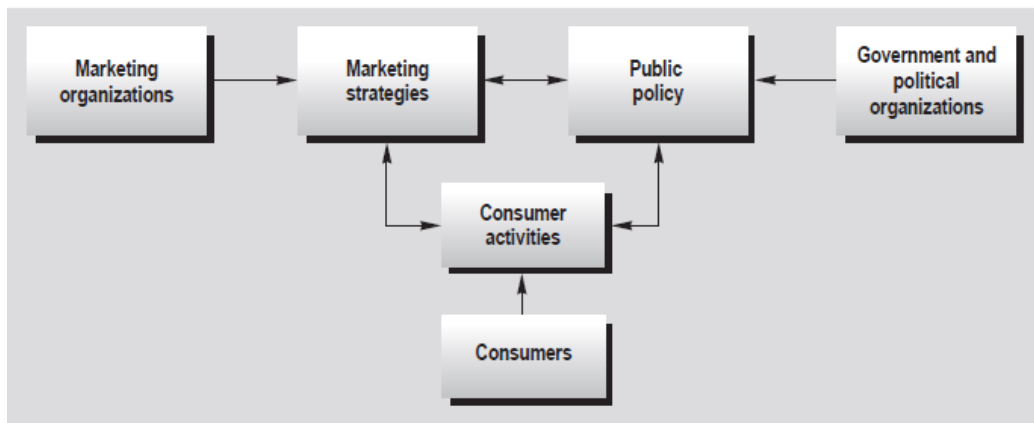 Marketing
organizations
Marketing
strategies
Public
policy
Government and
political
organizations
Consumer
activities
Consumers